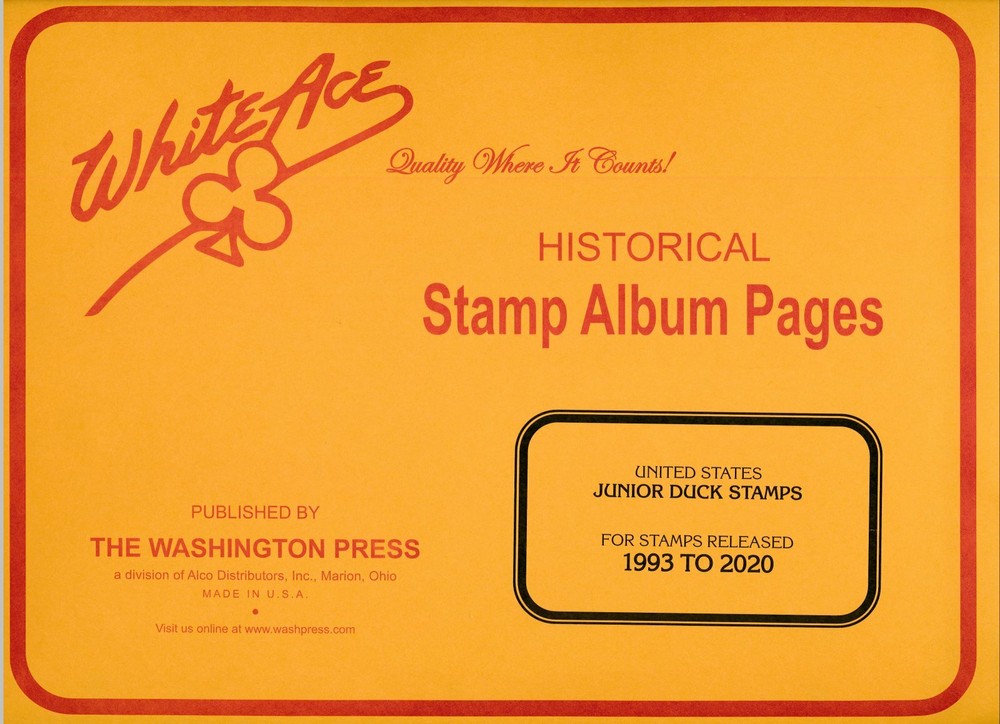 White Ace
Quality Where It Counts!
HISTORICAL
Stamp Album Pages
UNITED STATES
JUNIOR DUCK STAMPS
FOR STAMPS RELEASED
1993 TO 2020
PUBLISHED BY
THE WASHINGTON PRESS
a division of Alco Distributors, Inc., Marion, Ohio
MADE IN U.S.A.
•
Visit us online at www.washpress.com